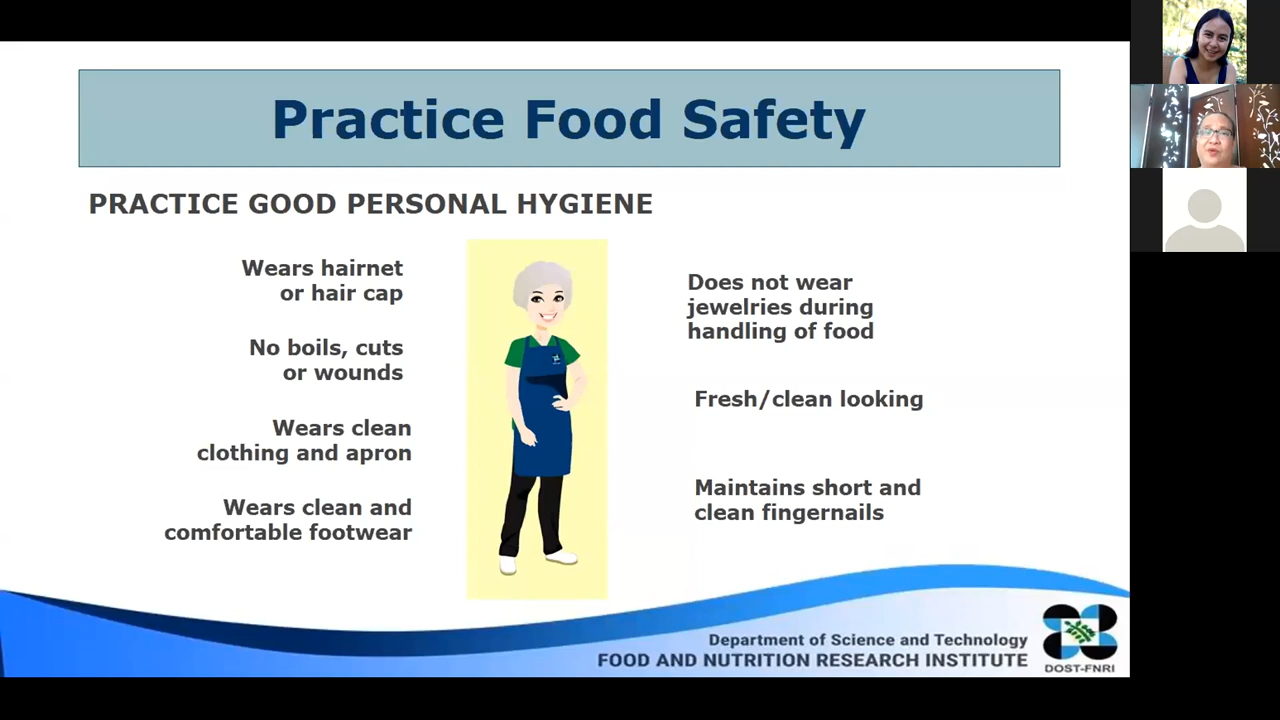 Practice Food Safety
PRACTICE GOOD PERSONAL HYGIENE
Wears hairnet
or hair cap
No boils, cuts
or wounds
Wears clean
clothing and apron
Wears clean and
comfortable footwear
Does not wear
jewelries during
handling of food
Fresh/clean looking
Maintains short and
clean fingernails
Department of Science and Technology
FOOD AND NUTRITION RESEARCH INSTITUTE
DOST-FNRI